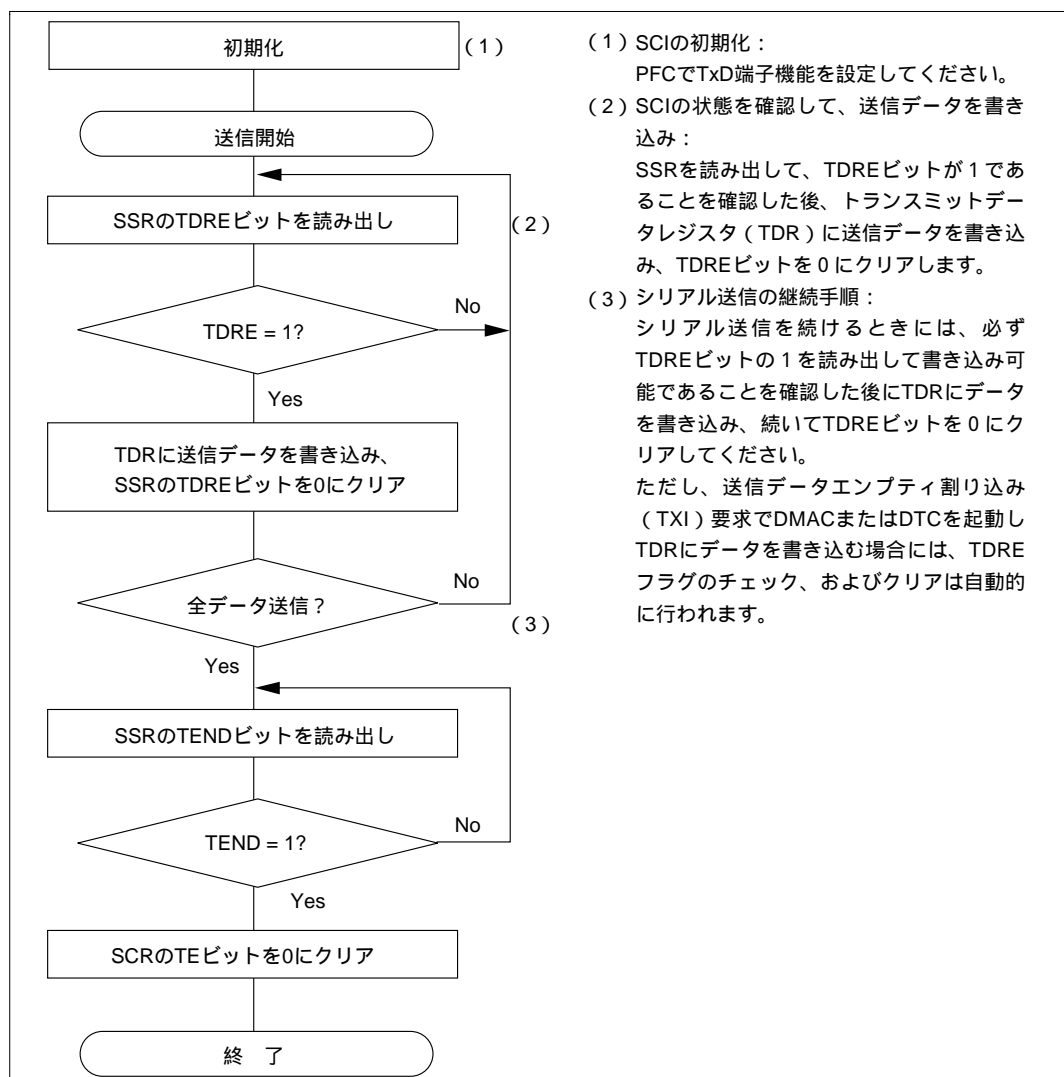 初期化
(1)
送信開始
SSRのTDREビットを読み出し
(2)
TDRE = 1?
No
Yes
TDRに送信データを書き込み、
SSRのTDREビットを0にクリア
全データ送信？
No
(3)
Yes
SSRのTENDビットを読み出し
TEND = 1?
No
Yes
SCRのTEビットを0にクリア
終　了
(1) SCIの初期化：
PFCでTxD端子機能を設定してください。
(2) SCIの状態を確認して、送信データを書き
込み：
SSRを読み出して、TDREビットが１であ
ることを確認した後、トランスミットデー
タレジスタ（TDR）に送信データを書き込
み、TDREビットを０にクリアします。
(3) シリアル送信の継続手順：
シリアル送信を続けるときには、必ず
TDREビットの１を読み出して書き込み可
能であることを確認した後にTDRにデータ
を書き込み、続いてTDREビットを０にク
リアしてください。
ただし、送信データエンプティ割り込み
（TXI）要求でDMACまたはDTCを起動し
TDRにデータを書き込む場合には、TDRE
フラグのチェック、およびクリアは自動的
に行われます。